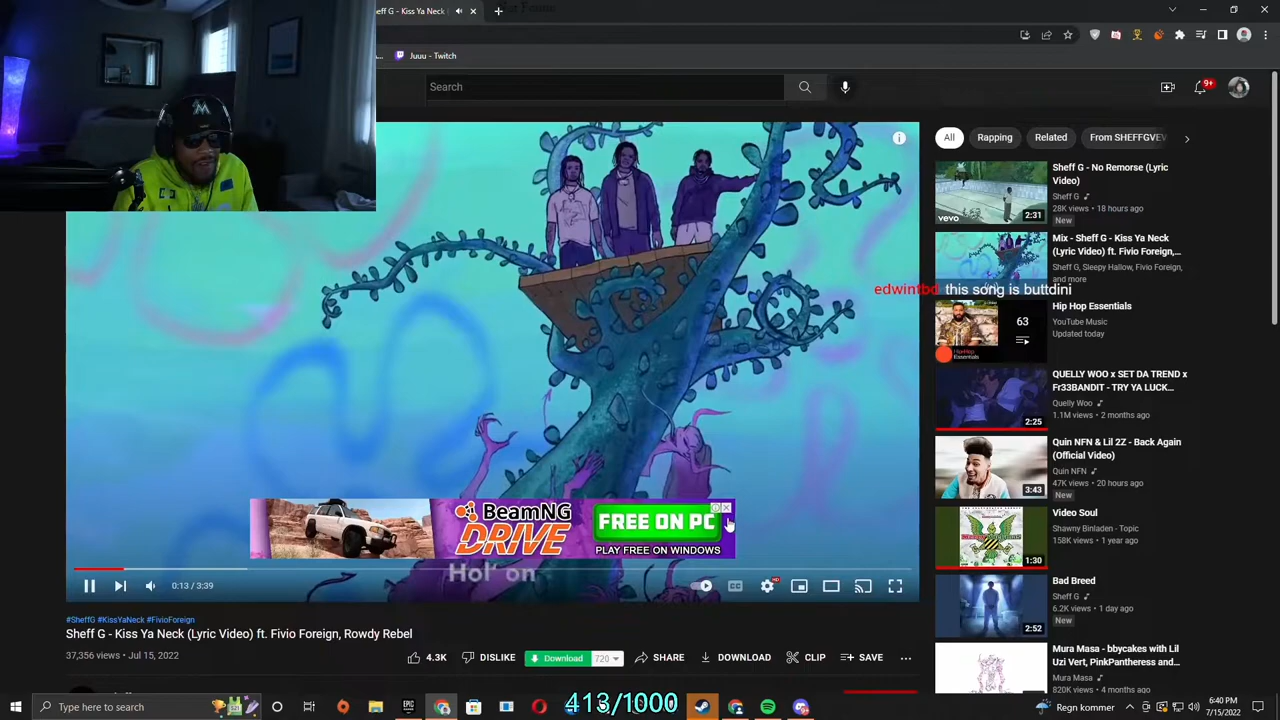 eff G - Kiss Ya Neck
Juuu - Twitch
Search
9+
All
Rapping
Related
From SHEFFGVEV
Sheff G - No Remorse (Lyric
Video)
Sheff G
28K views • 18 hours ago
New
vevo
2:31
Mix - Sheff G - Kiss Ya Neck
(Lyric Video) ft. Fivio Foreign,...
Sheff G, Sleepy Hallow, Fivio Foreign,
and more
this song is buttdini
Hip Hop Essentials
YouTube Music
Updated today
63
Hip-Hop
Essentials
QUELLY WOO x SET DA TREND x
Fr33BANDIT - TRY YA LUCK...
Quelly Woo
1.1M views • 2 months ago
2:25
Quin NFN & Lil 2Z - Back Again
(Official Video)
Quin NFN
47K views • 20 hours ago
New
3:43
Video Soul
Shawny Binladen - Topic
158K views • 1 year ago
1:30
Bad Breed
Sheff G
6.2K views • 1 day ago
New
2:52
Mura Masa - bbycakes with Lil
Uzi Vert, PinkPantheress and...
Mura Masa
820K views • 4 months ago
BeamNG
DRIVE
FREE ON PC
PLAY FREE ON WINDOWS
0:13 / 3:39
CC
HD
#SheffG #KissYaNeck #FivioForeign
Sheff G - Kiss Ya Neck (Lyric Video) ft. Fivio Foreign, Rowdy Rebel
37,356 views • Jul 15, 2022
4.3K
DISLIKE
Download
720
SHARE
DOWNLOAD
CLIP
SAVE
Type here to search
EPIC
413/1000
Regn kommer
6:40 PM
7/15/2022